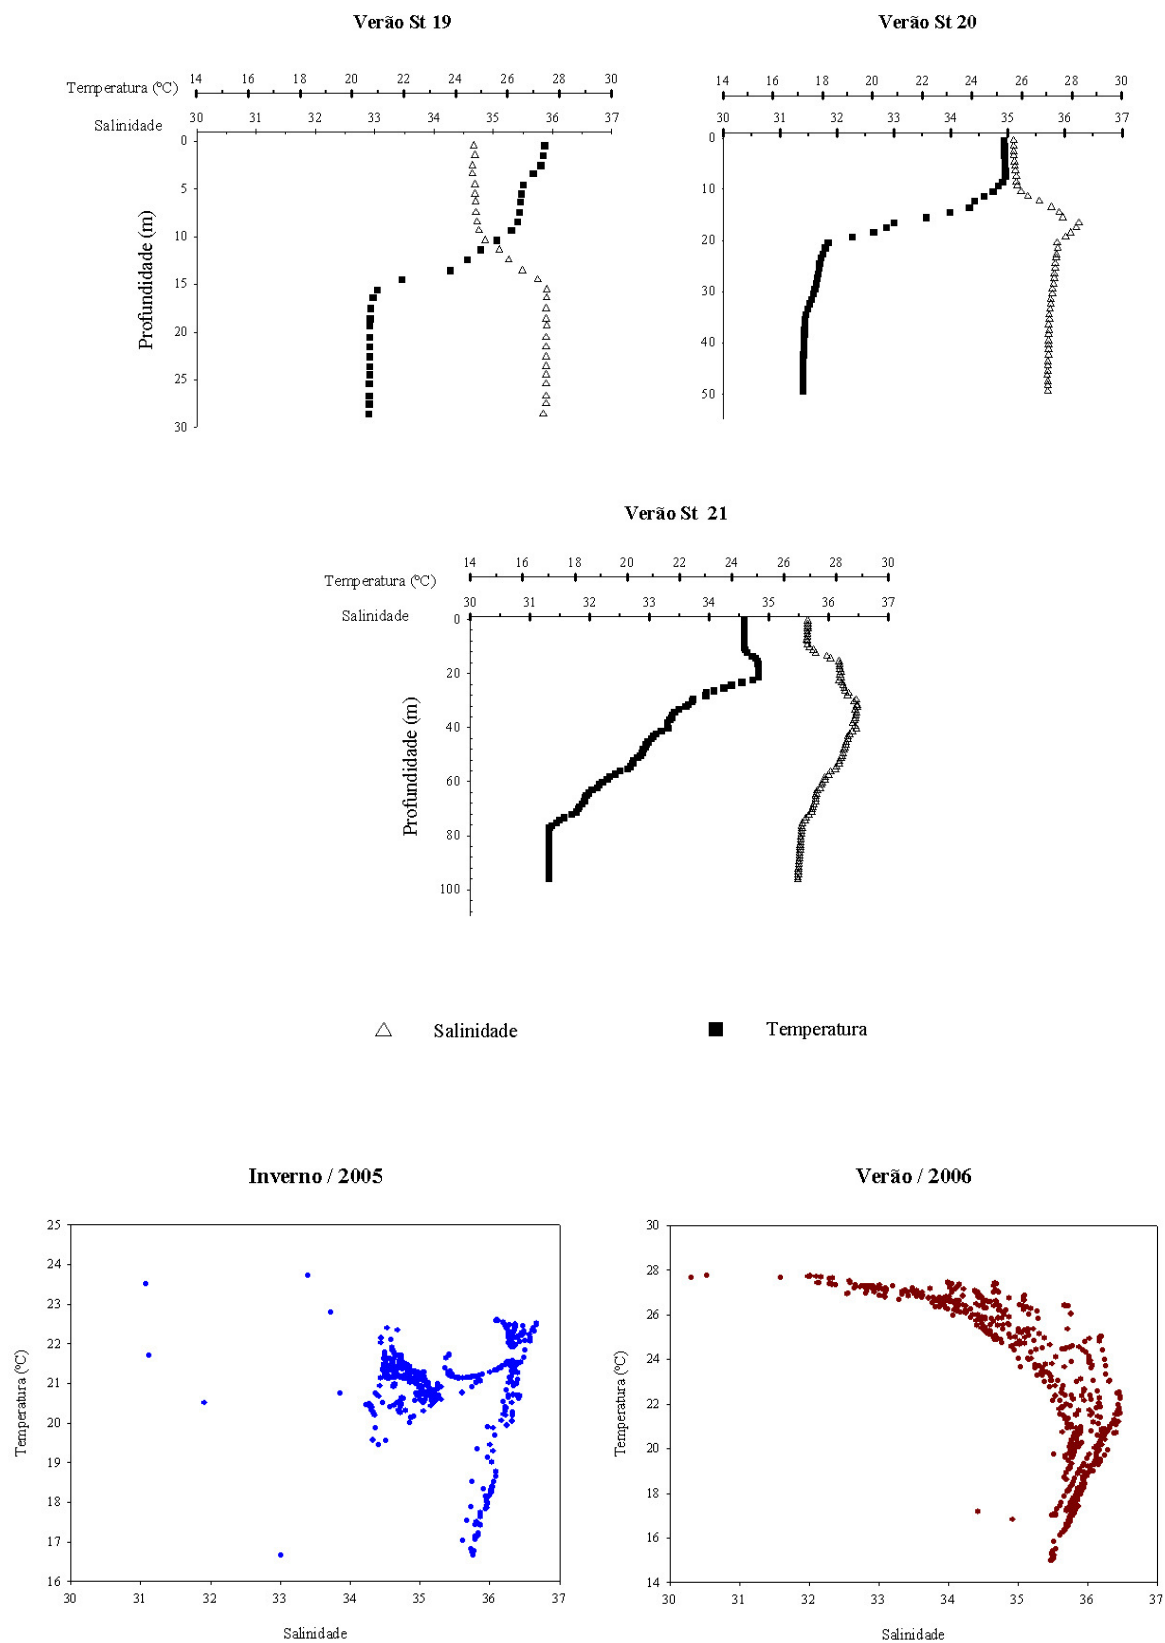 Verão St 19
Verão St 20
14 16 18 20 22 24 26 28 30
Temperatura (ºC)
30 31 32 33 34 35 36 37
Salinidade
14 16 18 20 22 24 26 28 30
30 31 32 33 34 35 36 37
0
5
10
15
20
25
30
Profundidade (m)
0
10
20
30
40
50
Verão St 21
14 16 18 20 22 24 26 28 30
Temperatura (ºC)
30 31 32 33 34 35 36 37
Salinidade
0
20
40
60
80
100
Profundidade (m)
Salinidade
Temperatura
Inverno / 2005
25
24
23
22
21
20
19
18
17
16
Temperatura (ºC)
30 31 32 33 34 35 36 37
Salinidade
Verão / 2006
30
28
26
24
22
20
18
16
14
Temperatura (ºC)
30 31 32 33 34 35 36 37
Salinidade